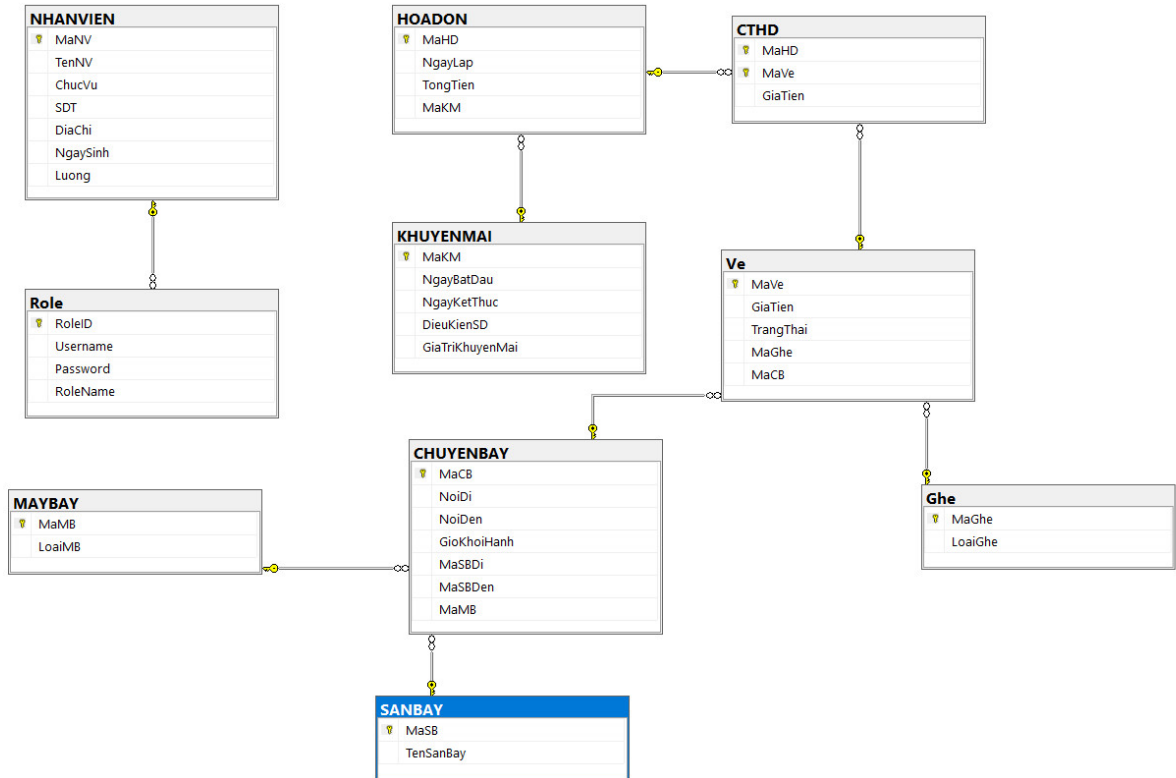 NHANVIEN
MaNV
TenNV
ChucVu
SDT
DiaChi
NgaySinh
Luong
HOADON
MaHD
NgayLap
TongTien
MaKM
CTHD
MaHD
MaVe
GiaTien
Role
RoleID
Username
Password
RoleName
KHUYENMAI
MaKM
NgayBatDau
NgayKetThuc
DieuKienSD
GiaTriKhuyenMai
Ve
MaVe
GiaTien
TrangThai
MaGhe
MaCB
MAYBAY
MaMB
LoaiMB
CHUYENBAY
MaCB
NoiDi
NoiDen
GioKhoiHanh
MaSBDi
MaSBDen
MaMB
Ghe
MaGhe
LoaiGhe
SANBAY
MaSB
TenSanBay